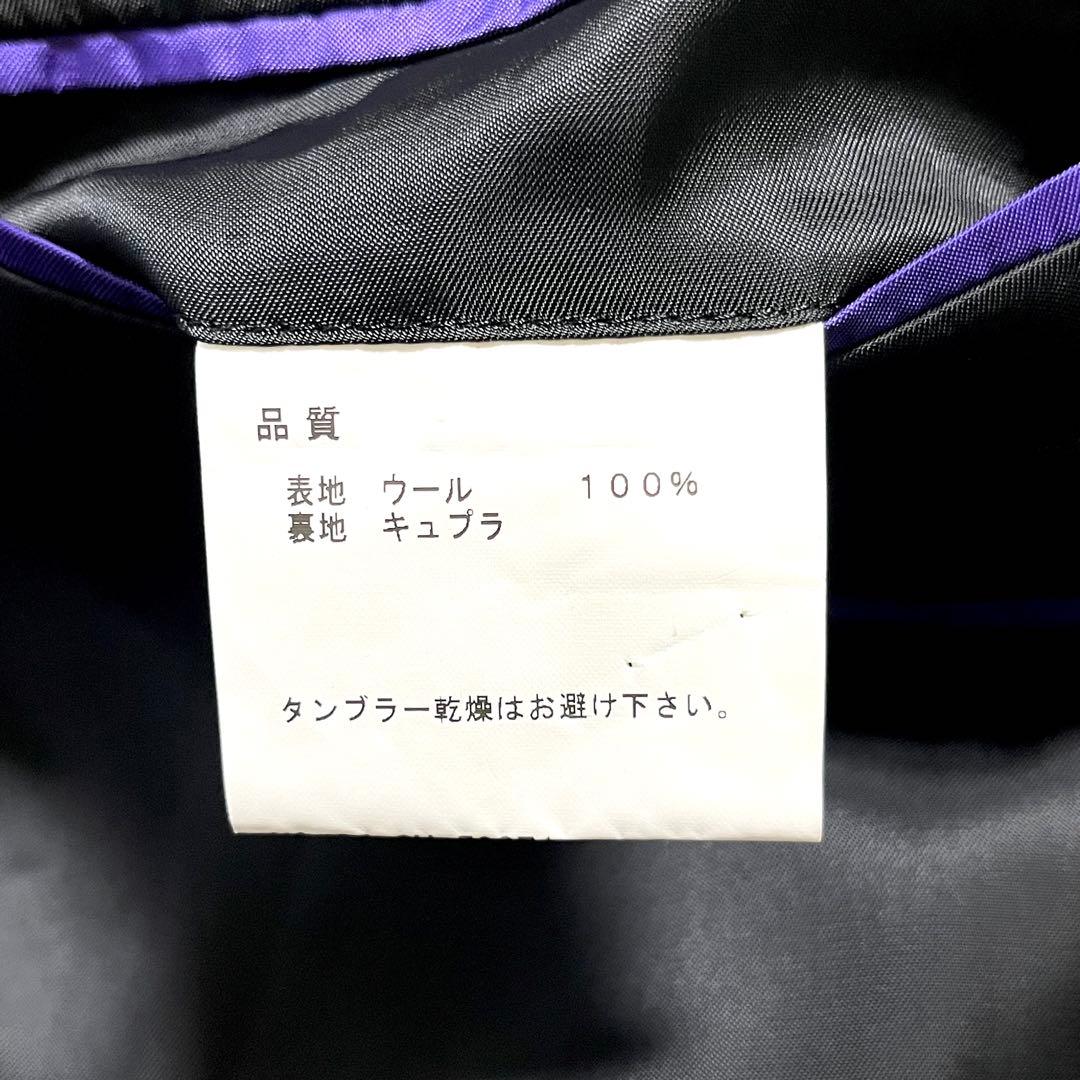 品質
表地 ウール 100%
裏地 キュプラ
タンブラー乾燥はお避け下さい。